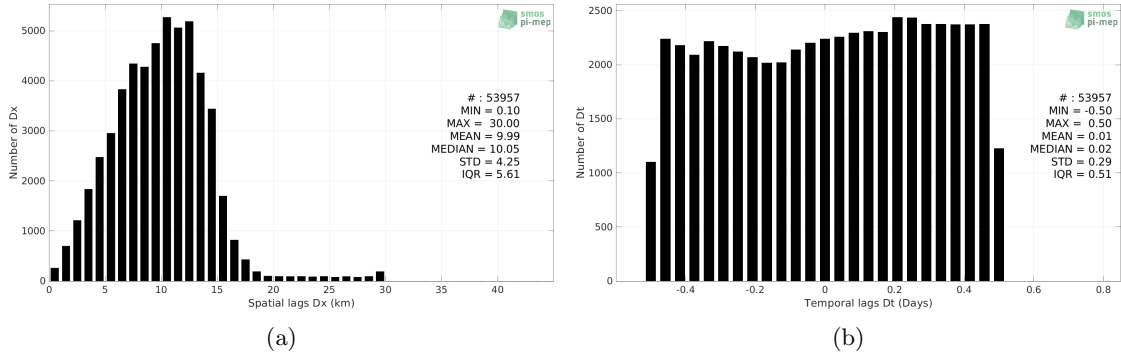 5000
4000
3000
2000
1000
0
Number of Dx
0 5 10 15 20 25 30 35 40
Spatial lags Dx (km)
smos
pi-mep
# : 53957
MIN = 0.10
MAX = 30.00
MEAN = 9.99
MEDIAN = 10.05
STD = 4.25
IQR = 5.61
(a)
2500
2000
1500
1000
500
0
Number of Dt
-0.4 -0.2 0 0.2 0.4 0.6 0.8
Temporal lags Dt (Days)
smos
pi-mep
# : 53957
MIN = -0.50
MAX = 0.50
MEAN = 0.01
MEDIAN = 0.02
STD = 0.29
IQR = 0.51
(b)